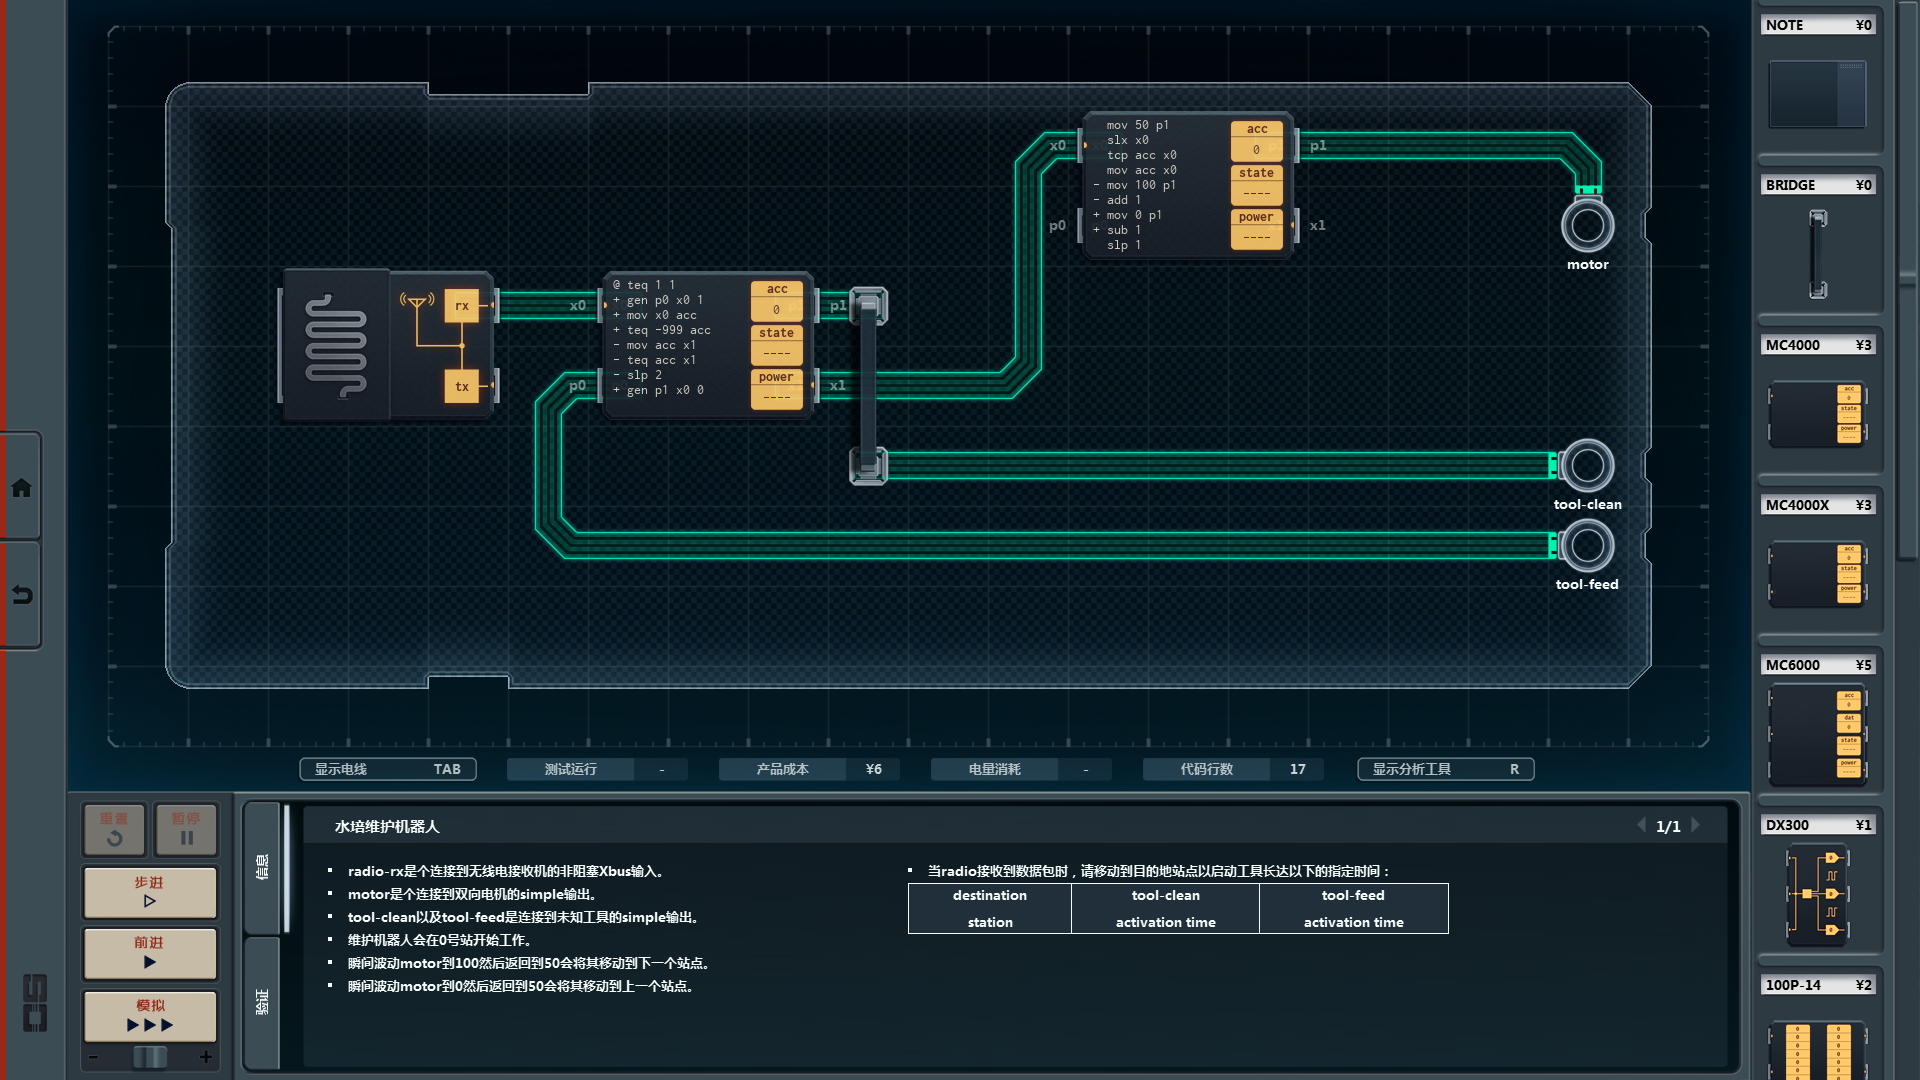 NOTE ¥0
mov 50 p1
slx x0
tcp acc x0
mov acc x0
- mov 100 p1
- add 1
+ mov 0 p1
+ sub 1
slp 1
acc
0
state
----
power
----
x0
p0
p1
x1
motor
BRIDGE ¥0
rx
tx
@ teq 1 1
+ gen p0 x0 1
+ mov x0 acc
+ teq -999 acc
- mov acc x1
- teq acc x1
- slp 2
+ gen p1 x0 0
acc
0
state
----
power
----
x0
p0
p1
x1
MC4000 ¥3
acc
0
state
----
power
----
tool-clean
MC4000X ¥3
acc
0
state
----
power
----
tool-feed
MC6000 ¥5
acc
0
dat
0
state
----
power
----
显示电线 TAB
测试运行 -
产品成本 ¥6
电量消耗 -
代码行数 17
显示分析工具 R
重置
暂停
步进
前进
模拟
- +
信息
验证
水培维护机器人
1/1
▪ radio-rx是个连接到无线电接收机的非阻塞Xbus输入。
▪ motor是个连接到双向电机的simple输出。
▪ tool-clean以及tool-feed是连接到未知工具的simple输出。
▪ 维护机器人会在0号站开始工作。
▪ 瞬间波动motor到100然后返回到50会将其移动到下一个站点。
▪ 瞬间波动motor到0然后返回到50会将其移动到上一个站点。
▪ 当radio接收到数据包时，请移动到目的地站点以启动工具长达以下的指定时间：
destination station
tool-clean activation time
tool-feed activation time
DX300 ¥1
100P-14 ¥2